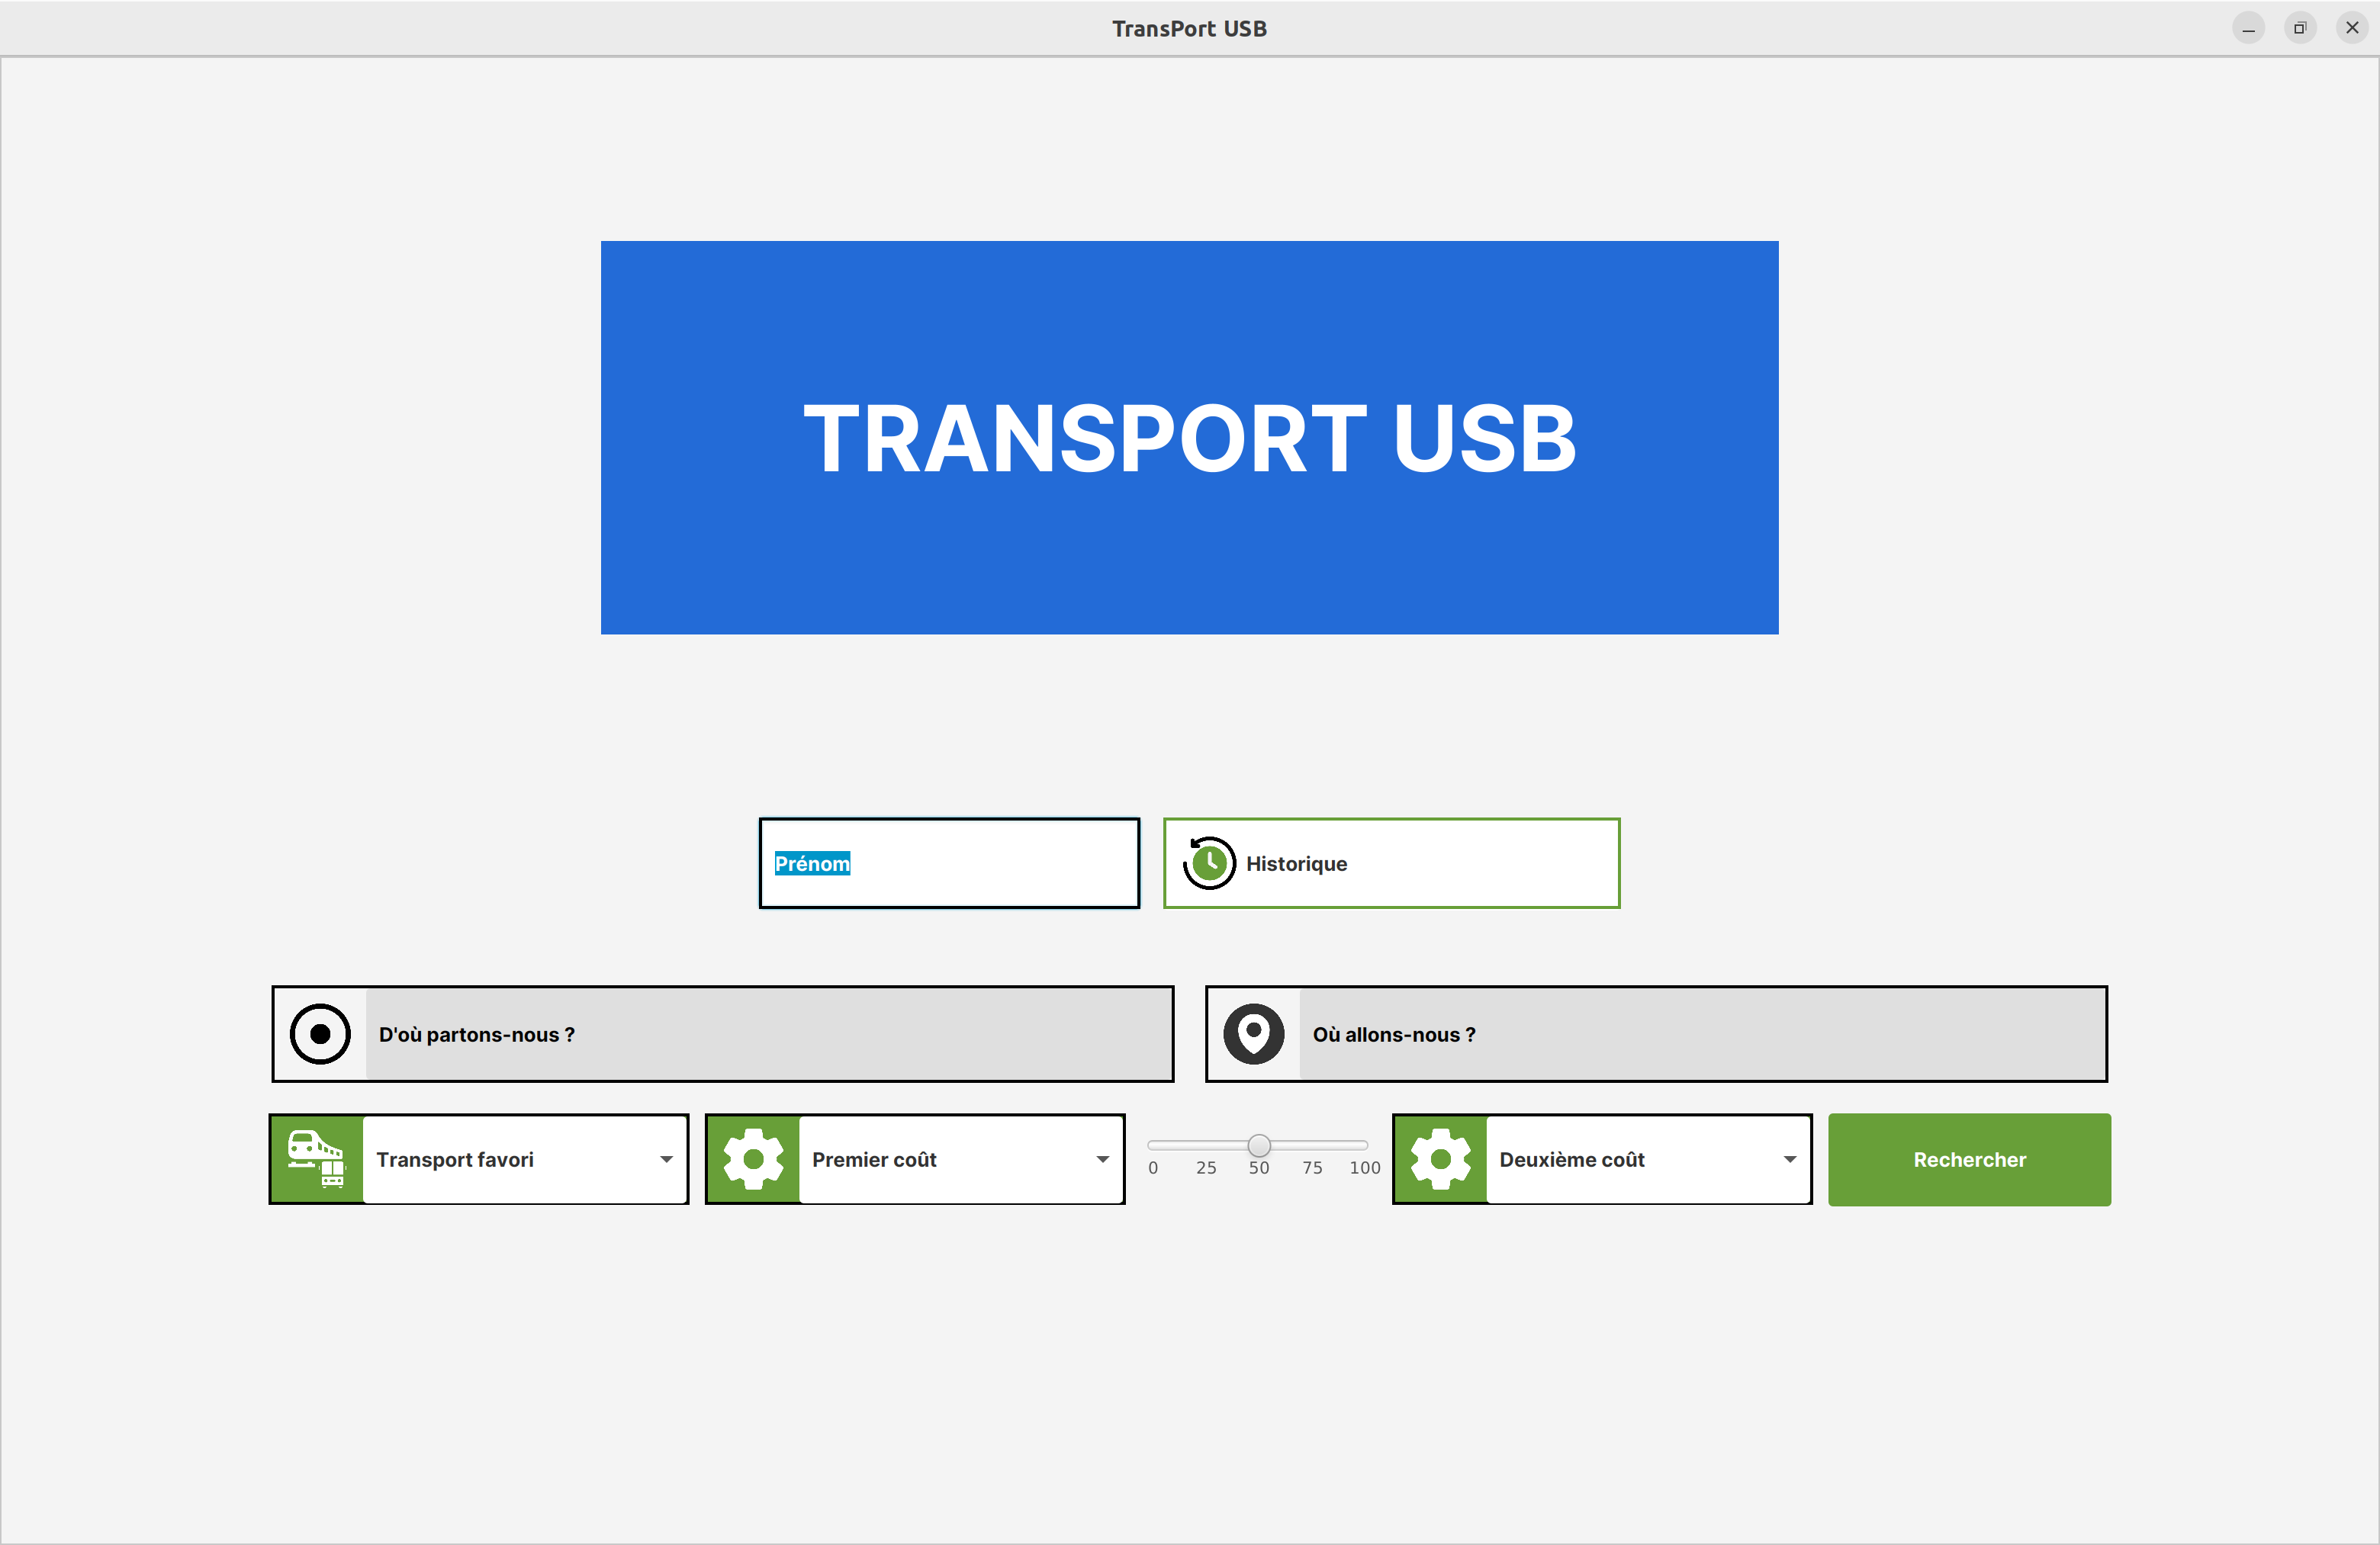 TransPort USB
TRANSPORT USB
Prénom
Historique
D'où partons-nous ?
Où allons-nous ?
Transport favori
Premier coût
0 25 50 75 100
Deuxième coût
Rechercher